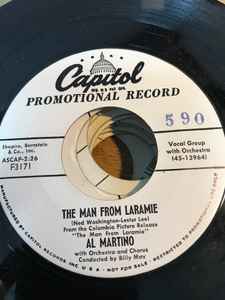 Capitol
PROMOTIONAL RECORD
590
Shapiro, Bernstein
& Co., Inc.
ASCAP-2:26
F3171
Vocal Group
with Orchestra
(45-13964)
THE MAN FROM LARAMIE
(Ned Washington-Lester Lee)
From the Columbia Picture Release
"The Man From Laramie"
AL MARTINO
with Orchestra and Chorus
Conducted by Billy May